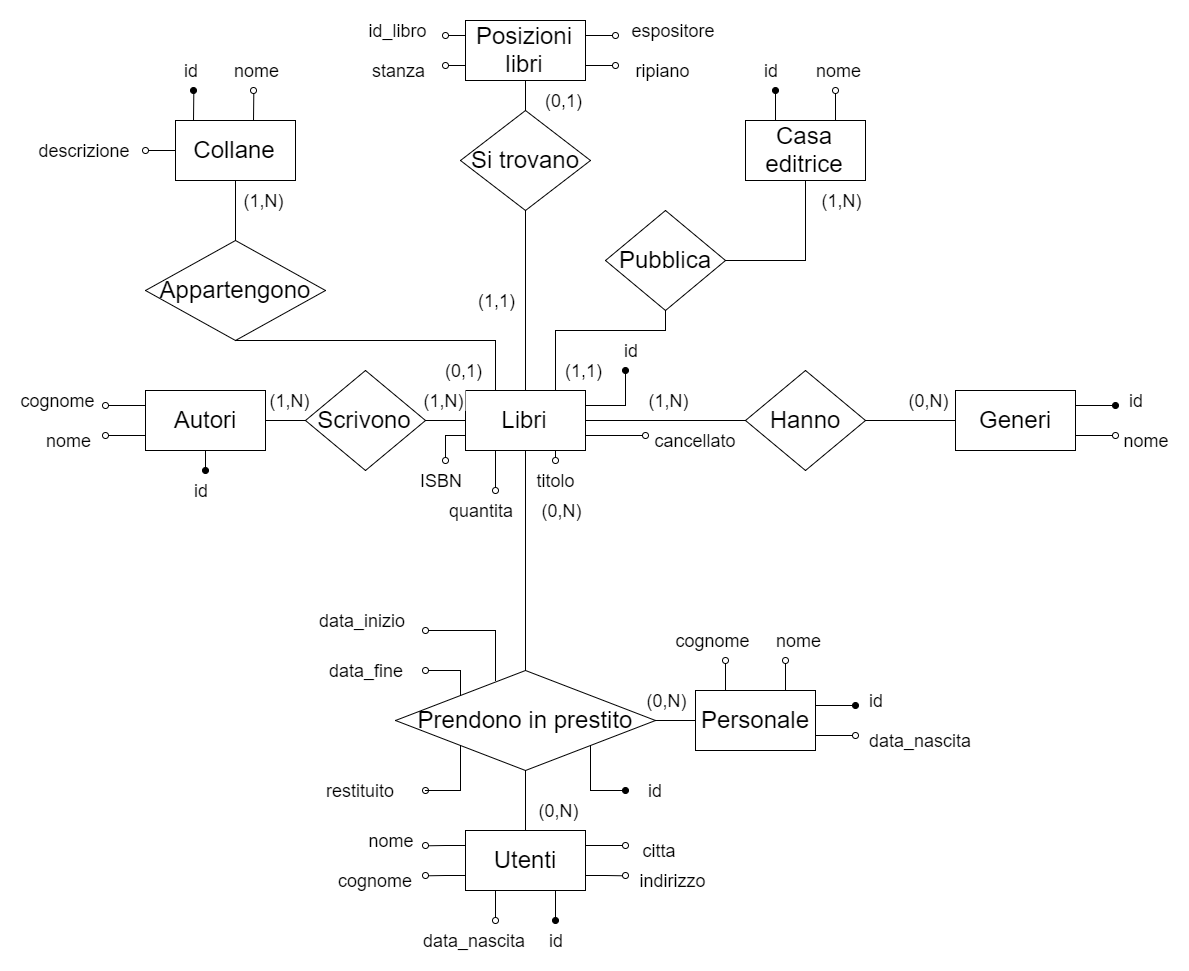 id_libro
Posizioni
libri
espositore
stanza
ripiano
(0,1)
id
nome
Collane
descrizione
(1,N)
Si trovano
id
nome
Casa
editrice
(1,N)
Appartengono
Pubblica
(1,1)
(0,1)
(1,1)
id
cognome
nome
Autori
id
(1,N)
Scrivono
(1,N)
Libri
(1,N)
cancellato
Hanno
(0,N)
Generi
id
nome
ISBN
titolo
quantita
(0,N)
data_inizio
data_fine
Prendono in prestito
(0,N)
cognome
nome
Personale
id
data_nascita
restituito
id
(0,N)
nome
cognome
Utenti
citta
indirizzo
data_nascita
id